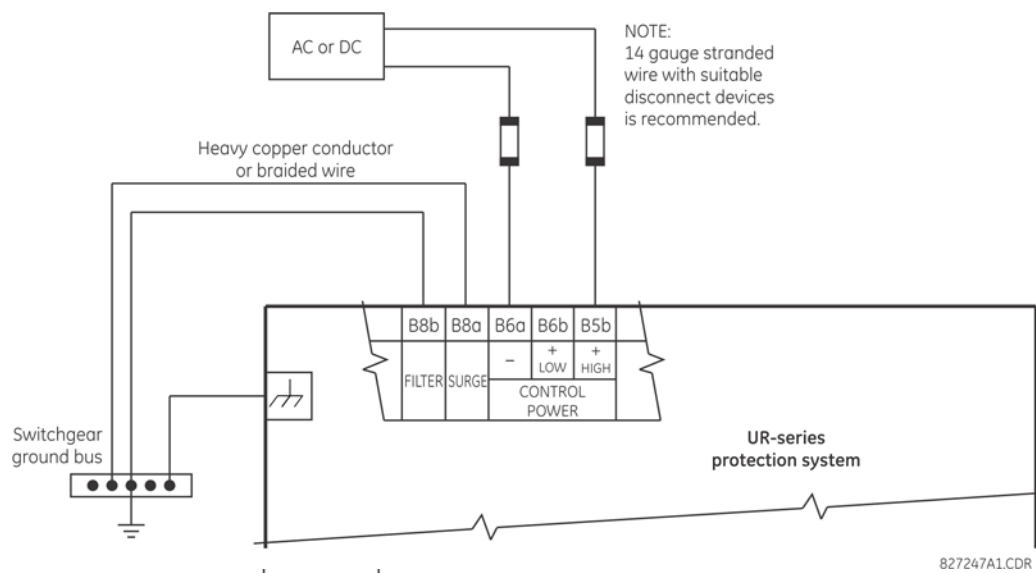 AC or DC
NOTE:
14 gauge stranded
wire with suitable
disconnect devices
is recommended.
Heavy copper conductor
or braided wire
B8b B8a B6a B6b B5b
FILTER SURGE – + LOW + HIGH
CONTROL
POWER
Switchgear
ground bus
UR-series
protection system
827247A1.CDR